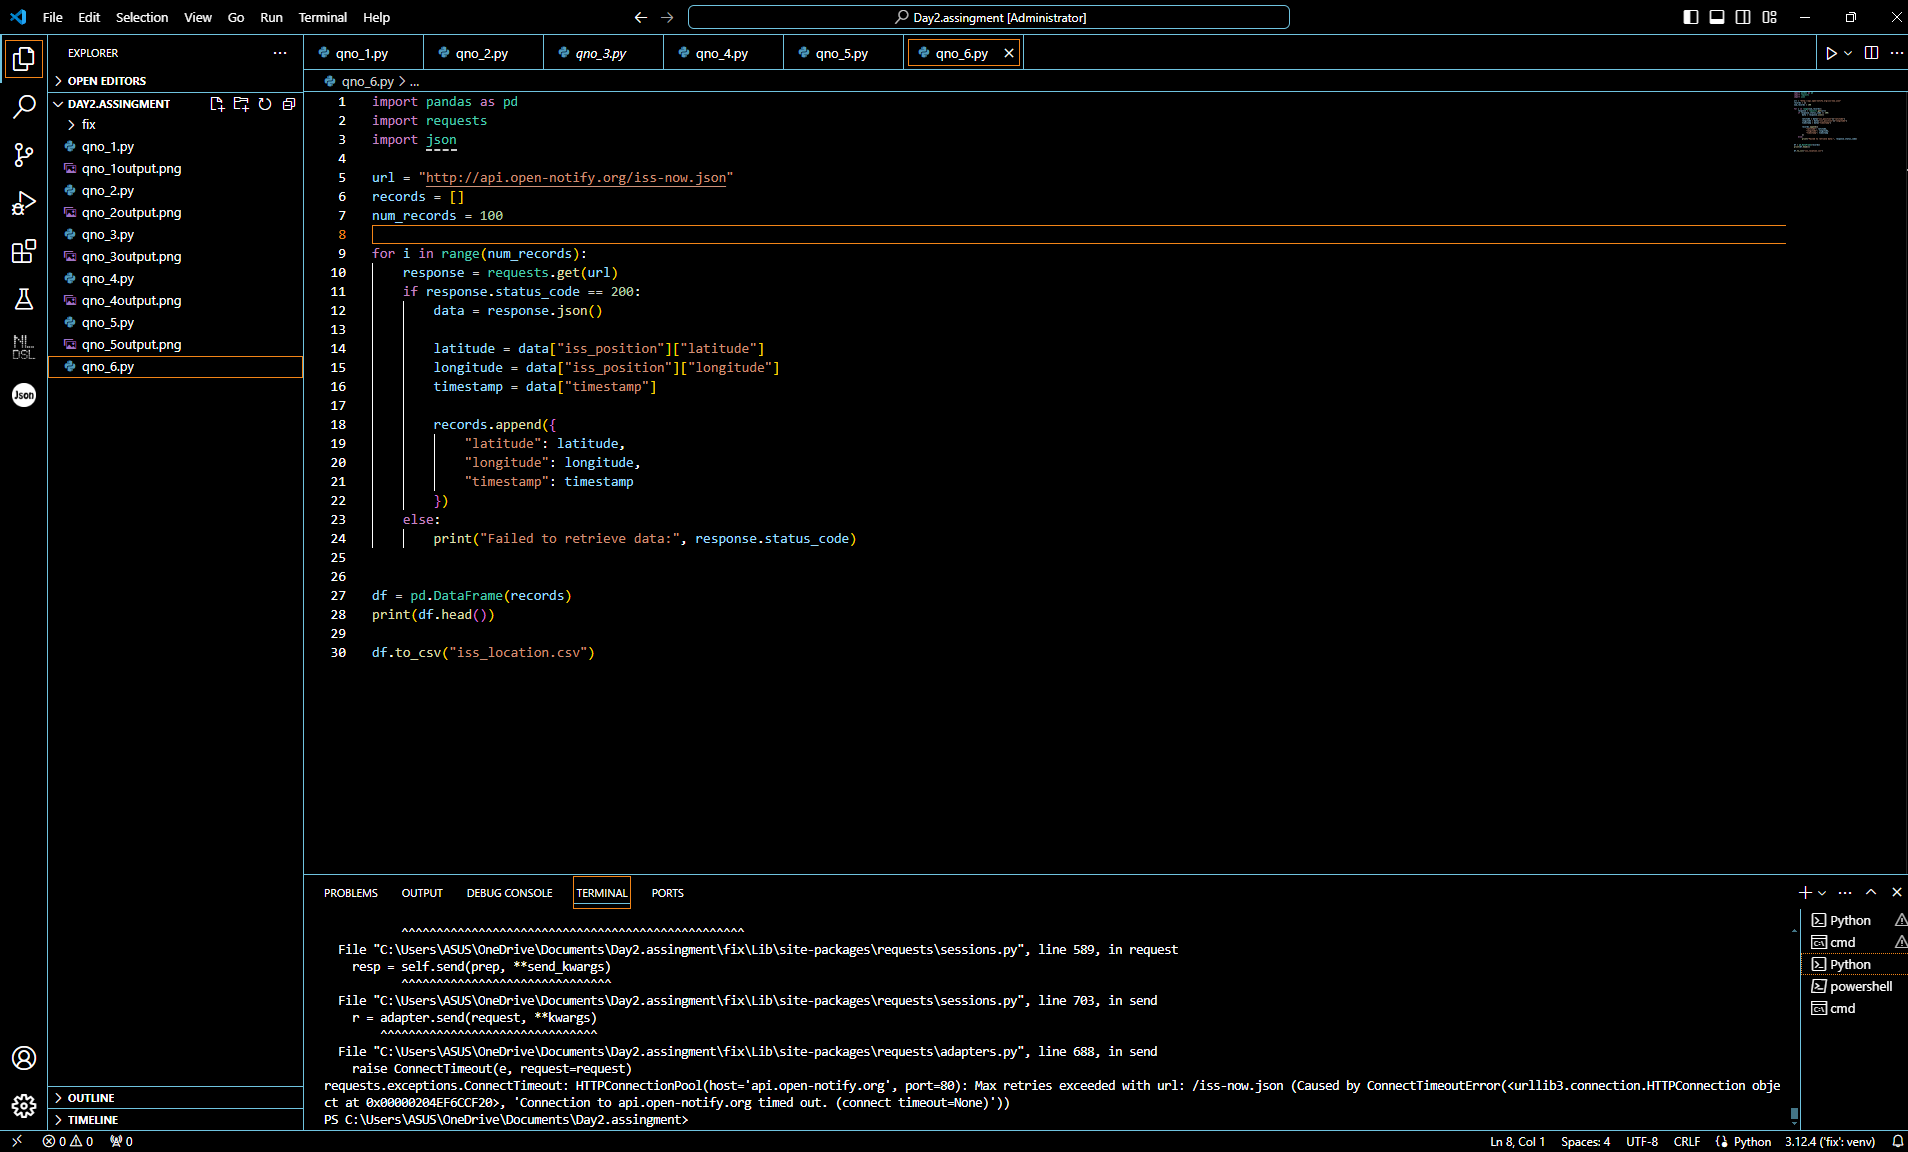 File Edit Selection View Go Run Terminal Help
Day2.assingment [Administrator]
EXPLORER
OPEN EDITORS
DAY2.ASSINGMENT
fix
qno_1.py
qno_1output.png
qno_2.py
qno_2output.png
qno_3.py
qno_3output.png
qno_4.py
qno_4output.png
qno_5.py
qno_5output.png
qno_6.py
NL..
DSL
Json
OUTLINE
TIMELINE
qno_1.py qno_2.py qno_3.py qno_4.py qno_5.py qno_6.py
qno_6.py > ...
1 import pandas as pd
2 import requests
3 import json
4
5 url = "http://api.open-notify.org/iss-now.json"
6 records = []
7 num_records = 100
8
9 for i in range(num_records):
10 response = requests.get(url)
11 if response.status_code == 200:
12 data = response.json()
13
14 latitude = data["iss_position"]["latitude"]
15 longitude = data["iss_position"]["longitude"]
16 timestamp = data["timestamp"]
17
18 records.append({
19 "latitude": latitude,
20 "longitude": longitude,
21 "timestamp": timestamp
22 })
23 else:
24 print("Failed to retrieve data:", response.status_code)
25
26
27 df = pd.DataFrame(records)
28 print(df.head())
29
30 df.to_csv("iss_location.csv")
PROBLEMS OUTPUT DEBUG CONSOLE TERMINAL PORTS
^^^^^^^^^^^^^^^^^^^^^^^^^^^^^^^^^^^^^^^^^^^^^^^^^
File "C:\Users\ASUS\OneDrive\Documents\Day2.assingment\fix\Lib\site-packages\requests\sessions.py", line 589, in request
resp = self.send(prep, **send_kwargs)
^^^^^^^^^^^^^^^^^^^^^^^^^^^^^^
File "C:\Users\ASUS\OneDrive\Documents\Day2.assingment\fix\Lib\site-packages\requests\sessions.py", line 703, in send
r = adapter.send(request, **kwargs)
^^^^^^^^^^^^^^^^^^^^^^^^^^^^^^^
File "C:\Users\ASUS\OneDrive\Documents\Day2.assingment\fix\Lib\site-packages\requests\adapters.py", line 688, in send
raise ConnectTimeout(e, request=request)
requests.exceptions.ConnectTimeout: HTTPConnectionPool(host='api.open-notify.org', port=80): Max retries exceeded with url: /iss-now.json (Caused by ConnectTimeoutError(<urllib3.connection.HTTPConnection obje
ct at 0x00000204EF6CCF20>, 'Connection to api.open-notify.org timed out. (connect timeout=None)'))
PS C:\Users\ASUS\OneDrive\Documents\Day2.assingment>
Python
cmd
Python
powershell
cmd
0 0 0
Ln 8, Col 1 Spaces: 4 UTF-8 CRLF Python 3.12.4 ('fix': venv)